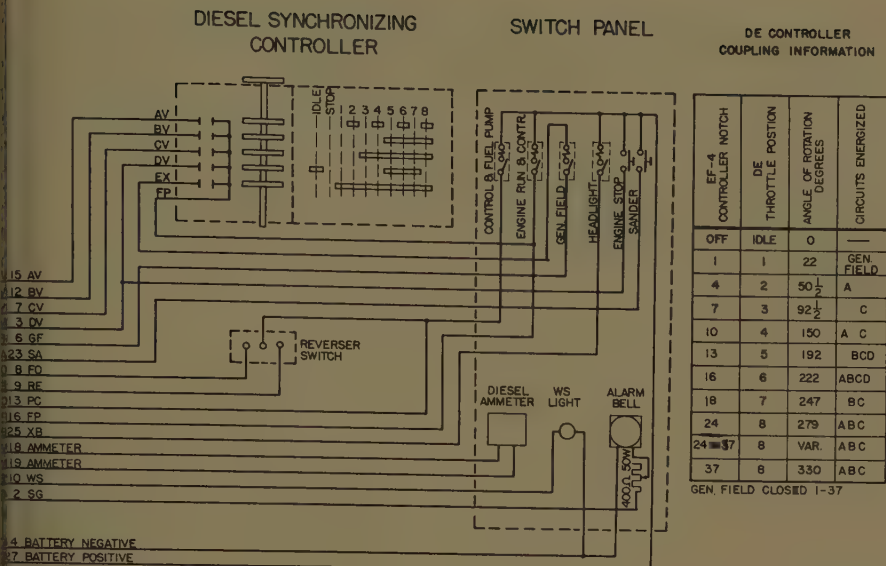 DIESEL SYNCHRONIZING
CONTROLLER
SWITCH PANEL
DE CONTROLLER
COUPLING INFORMATION
IDLE
STOP
1 2 3 4 5 6 7 8
AV
BV
CV
DV
EX
FP
CONTROL & FUEL PUMP
ENGINE RUN & CONTR.
GEN. FIELD
HEADLIGHT
ENGINE STOP
SANDER
15 AV
12 BV
7 CV
3 DV
6 GF
23 SA
8 FO
9 RE
13 PC
16 FP
25 XB
18 AMMETER
19 AMMETER
10 WS
2 SG
4 BATTERY NEGATIVE
27 BATTERY POSITIVE
REVERSER
SWITCH
DIESEL
AMMETER
WS
LIGHT
ALARM
BELL
400Ω 50W
EF-4
CONTROLLER NOTCH
DE
THROTTLE POSTION
ANGLE OF ROTATION
DEGREES
CIRCUITS ENERGIZED
OFF IDLE 0 —
1 1 22 GEN. FIELD
4 2 50½ A
7 3 92½ C
10 4 150 A C
13 5 192 BCD
16 6 222 ABCD
18 7 247 BC
24 8 279 ABC
24-37 8 VAR. ABC
37 8 330 ABC
GEN. FIELD CLOSED 1-37